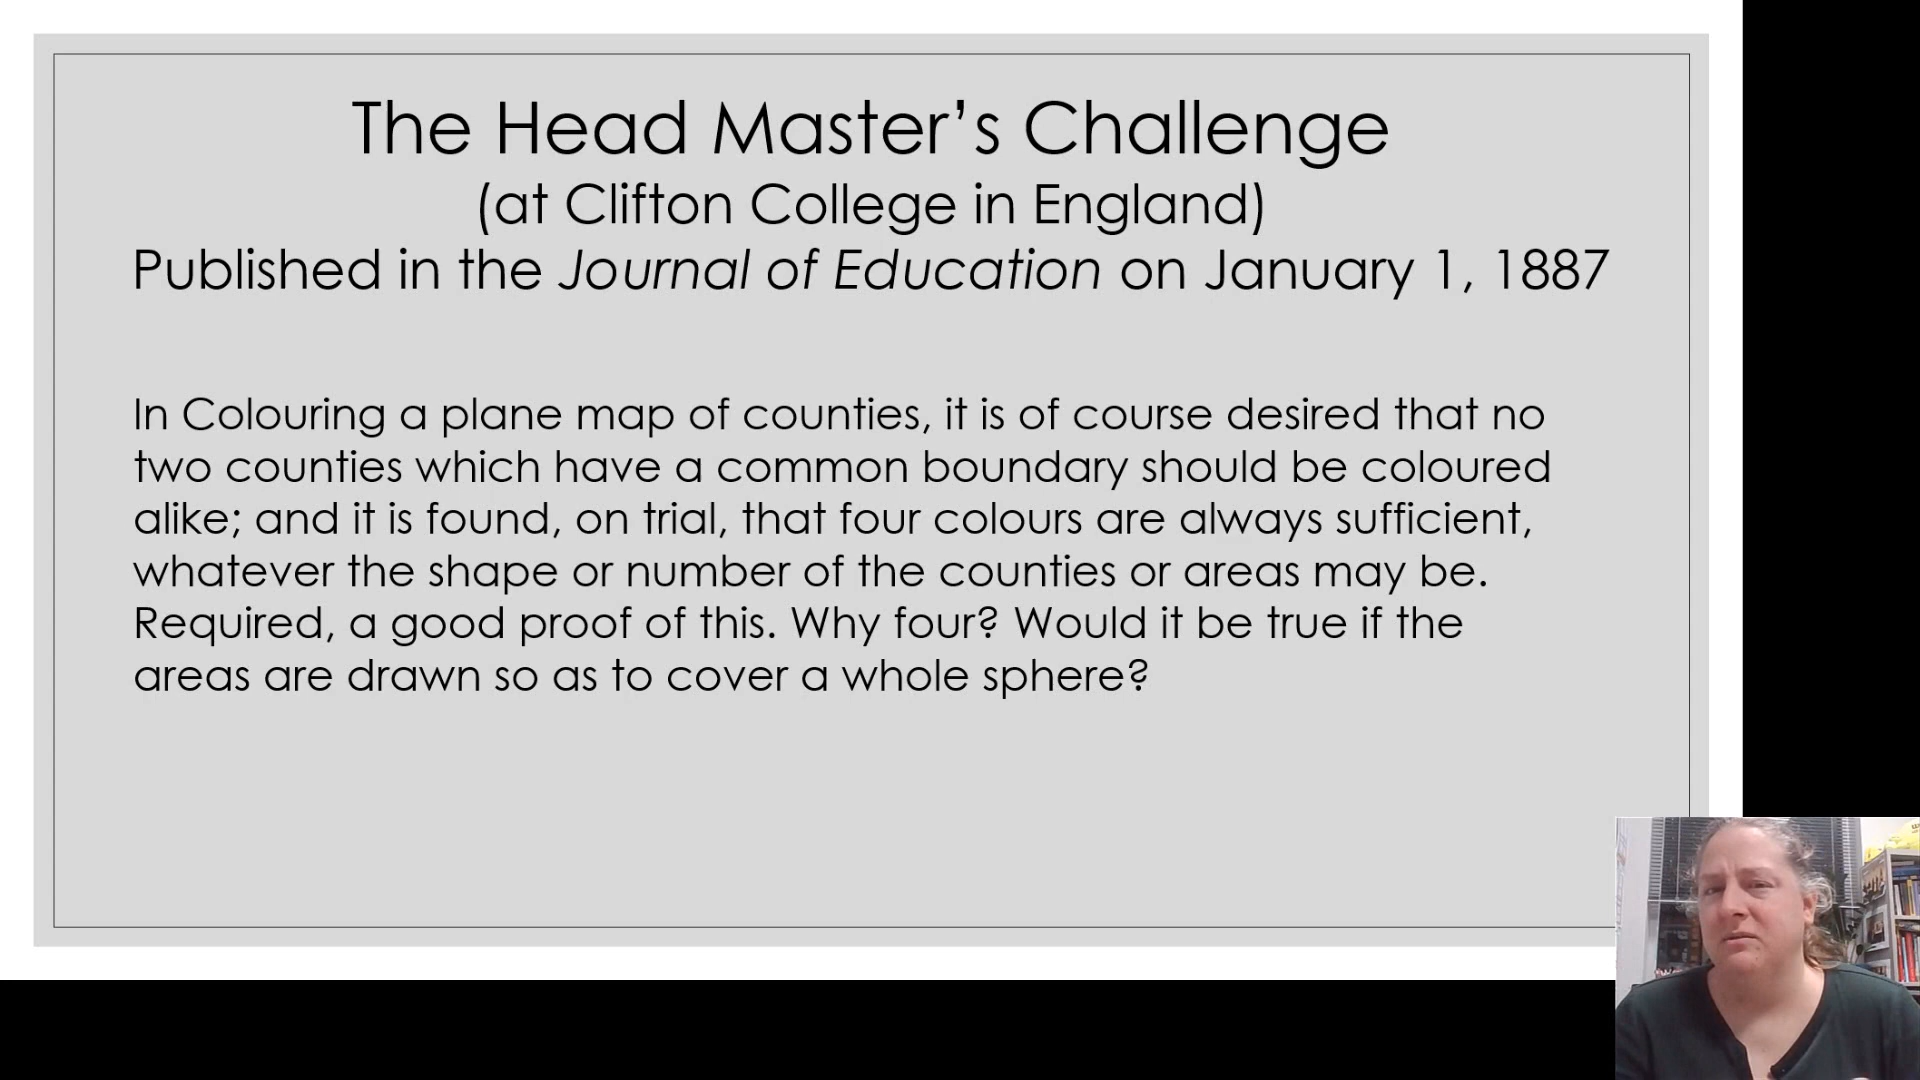 The Head Master’s Challenge
(at Clifton College in England)
Published in the Journal of Education on January 1, 1887
In Colouring a plane map of counties, it is of course desired that no
two counties which have a common boundary should be coloured
alike; and it is found, on trial, that four colours are always sufficient,
whatever the shape or number of the counties or areas may be.
Required, a good proof of this. Why four? Would it be true if the
areas are drawn so as to cover a whole sphere?